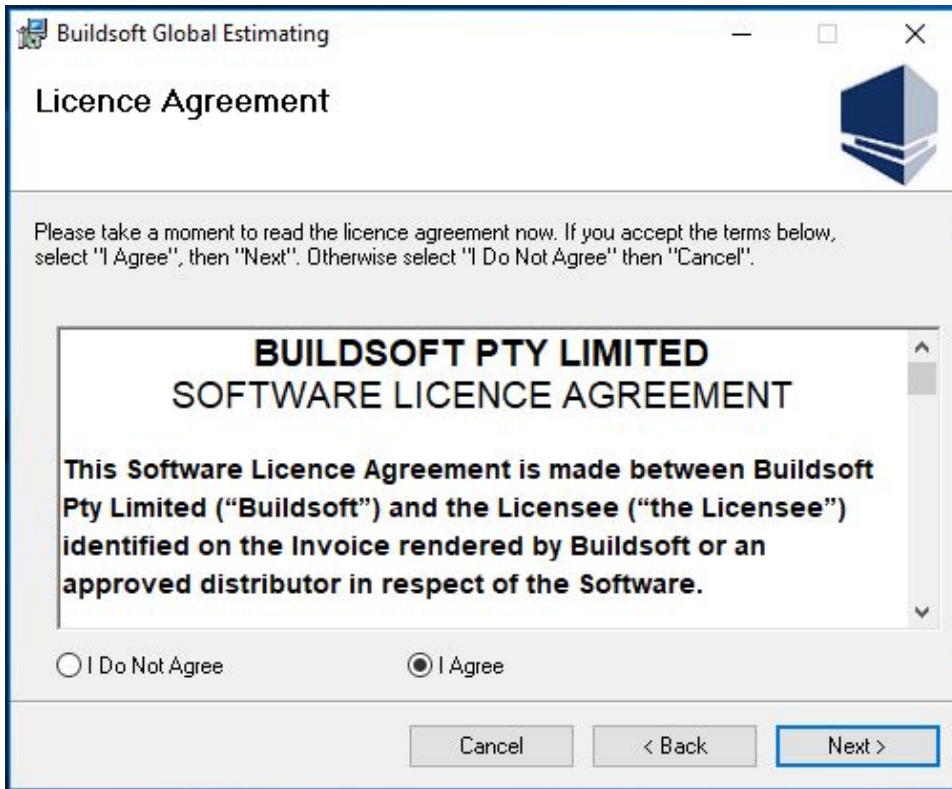 Buildsoft Global Estimating
Licence Agreement
Please take a moment to read the licence agreement now. If you accept the terms below,
select "I Agree", then "Next". Otherwise select "I Do Not Agree" then "Cancel".
BUILDSOFT PTY LIMITED
SOFTWARE LICENCE AGREEMENT
This Software Licence Agreement is made between Buildsoft
Pty Limited (“Buildsoft”) and the Licensee (“the Licensee”)
identified on the Invoice rendered by Buildsoft or an
approved distributor in respect of the Software.
I Do Not Agree
I Agree
Cancel
< Back
Next >